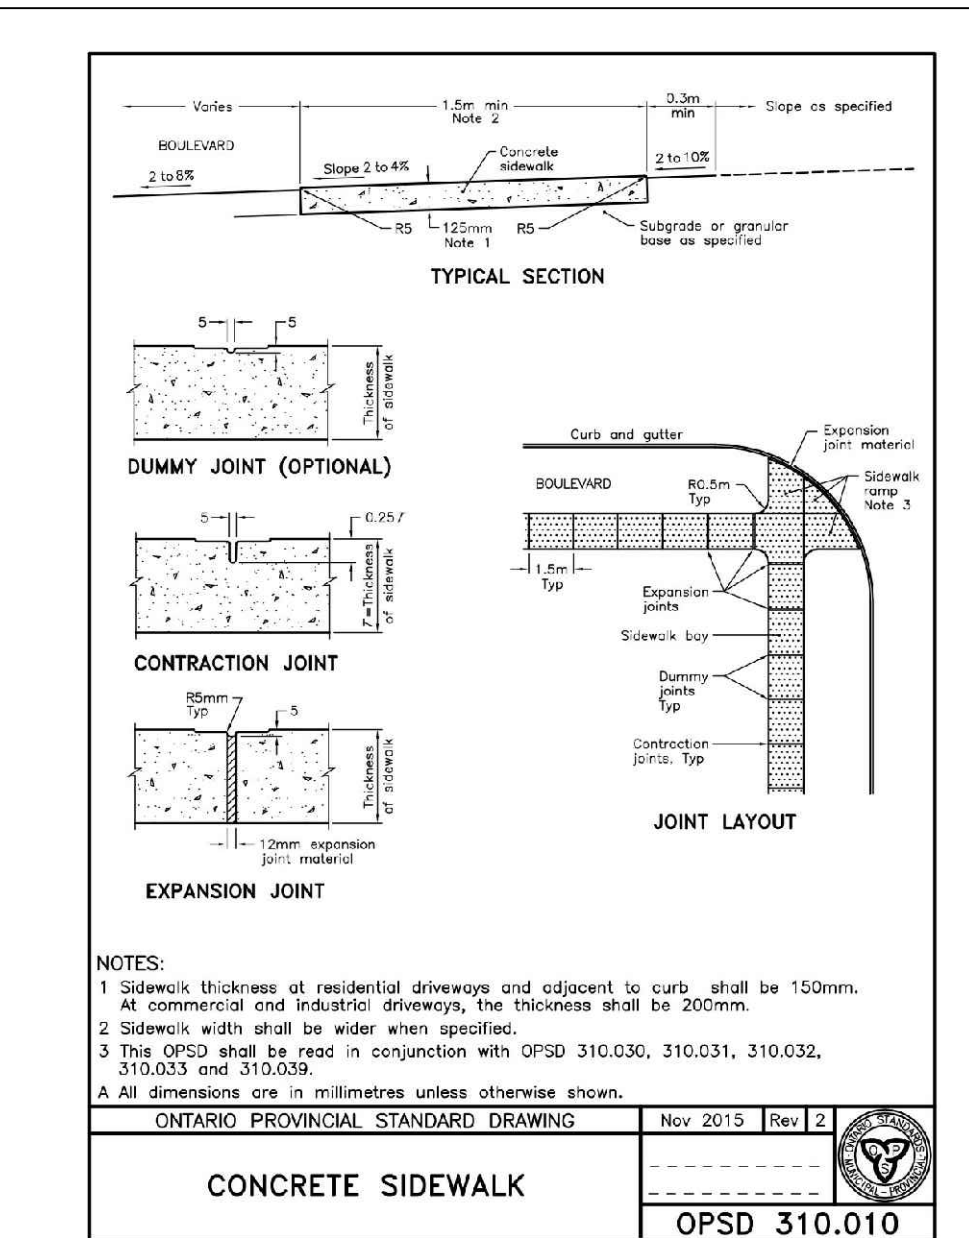 Varies
1.5m min
Note 2
0.3m
min
Slope as specified
BOULEVARD
2 to 8%
Slope 2 to 4%
Concrete
sidewalk
2 to 10%
R5
125mm
Note 1
R5
Subgrade or granular
base as specified
TYPICAL SECTION
5
5
Thickness
of sidewalk
DUMMY JOINT (OPTIONAL)
5
0.25T
T=Thickness
of sidewalk
CONTRACTION JOINT
R5mm
Typ
5
Thickness
of sidewalk
12mm expansion
joint material
EXPANSION JOINT
Curb and gutter
Expansion
joint material
BOULEVARD
R0.5m
Typ
Sidewalk
ramp
Note 3
1.5m
Typ
Expansion
joints
Sidewalk bay
Dummy
joints
Typ
Contraction
joints, Typ
JOINT LAYOUT
NOTES:
1 Sidewalk thickness at residential driveways and adjacent to curb shall be 150mm.
At commercial and industrial driveways, the thickness shall be 200mm.
2 Sidewalk width shall be wider when specified.
3 This OPSD shall be read in conjunction with OPSD 310.030, 310.031, 310.032,
310.033 and 310.039.
A All dimensions are in millimetres unless otherwise shown.
ONTARIO PROVINCIAL STANDARD DRAWING
Nov 2015
Rev
2
CONCRETE SIDEWALK
ONTARIO STANDARDS
MUNICIPAL - PROVINCIAL
OPS
OPSD 310.010